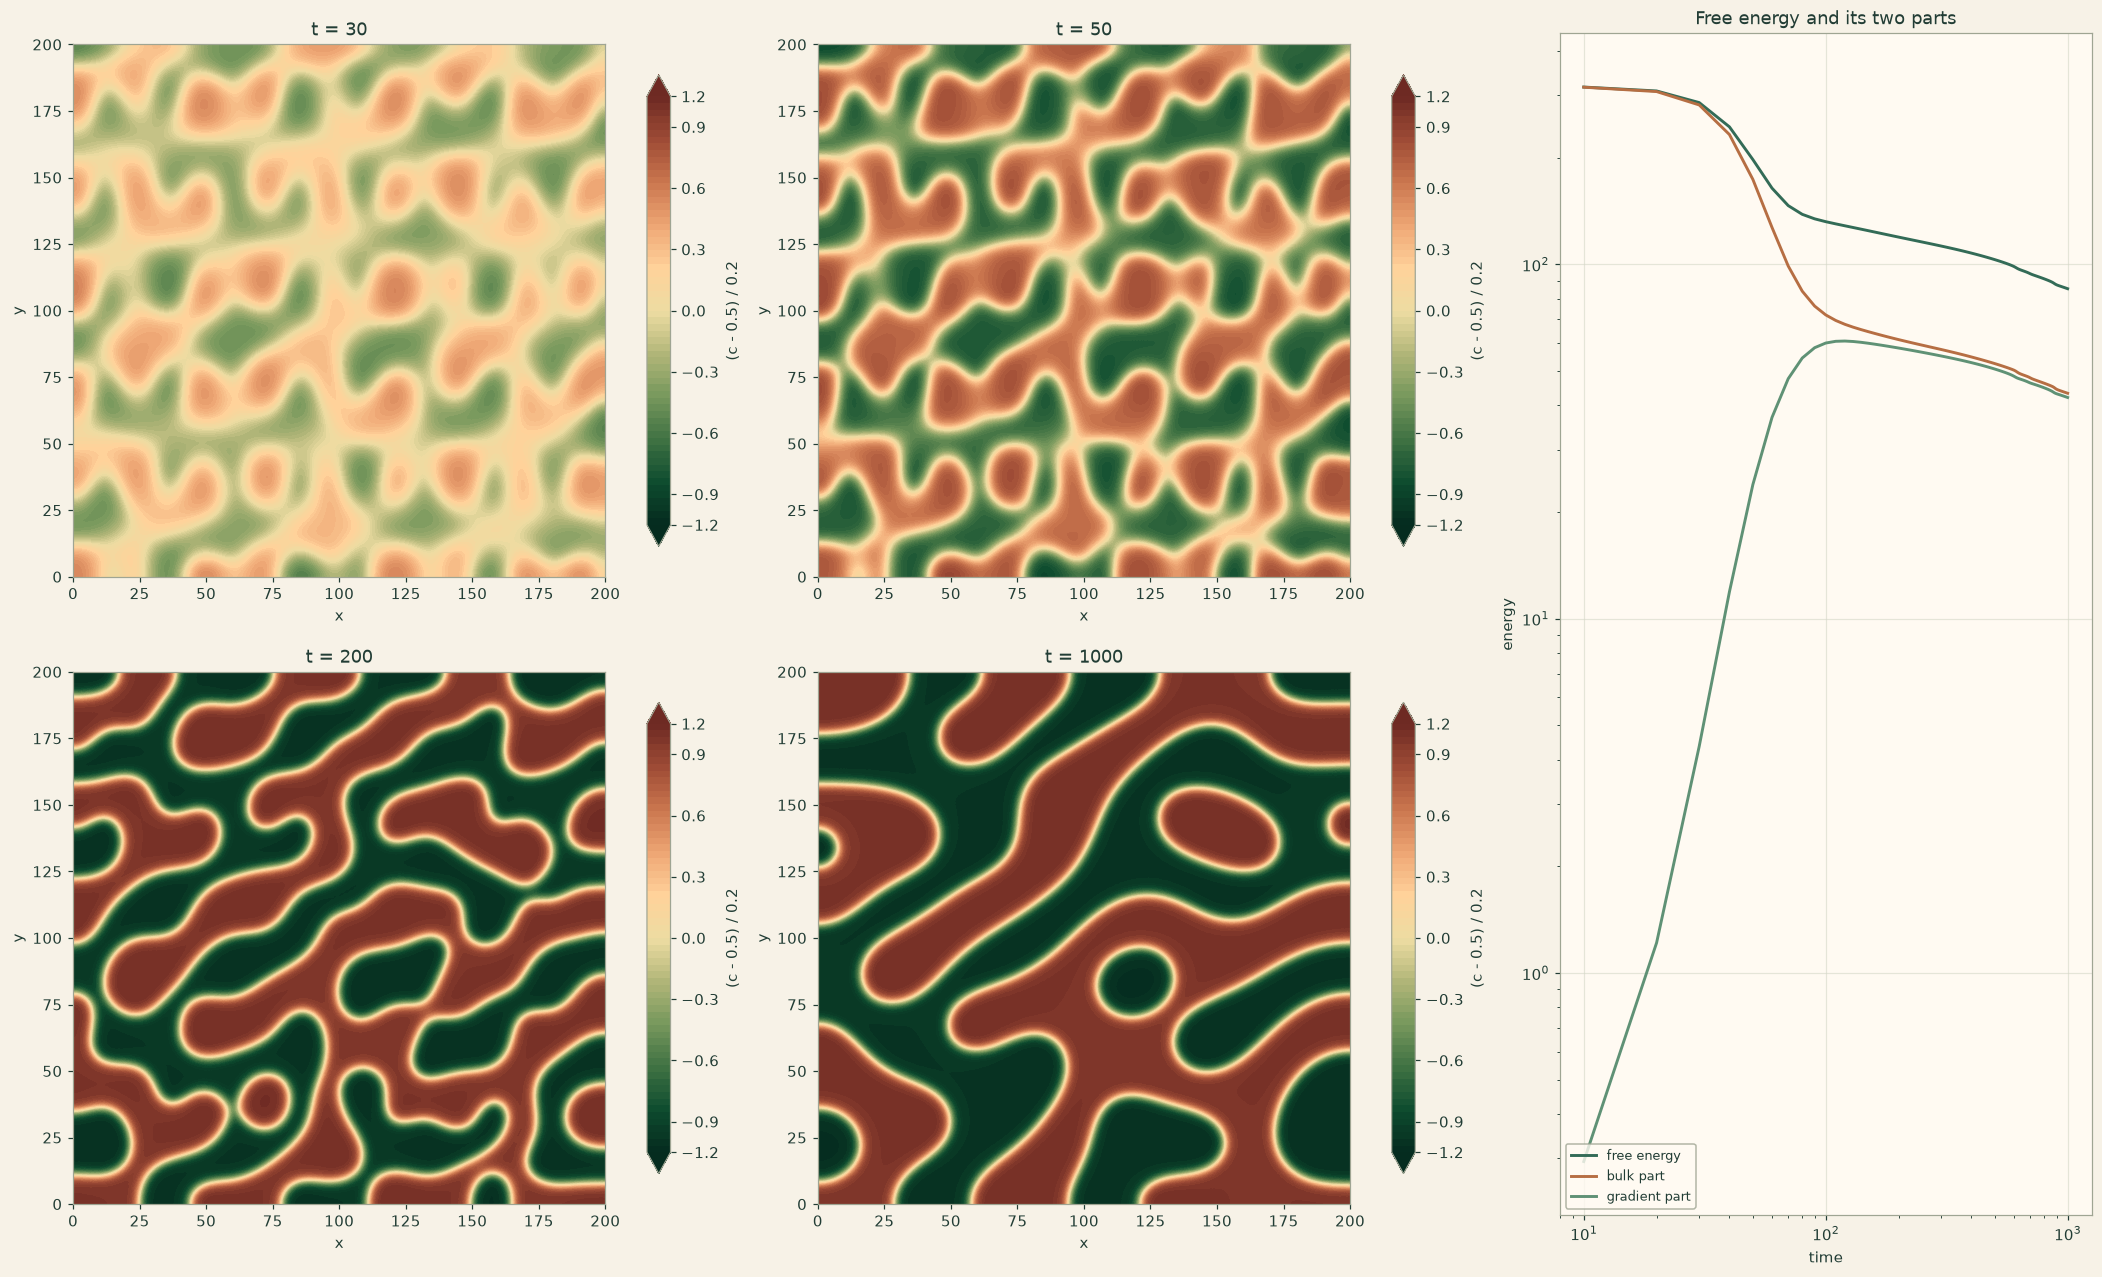 t = 30
200
175
150
125
100
75
50
25
0
y
0 25 50 75 100 125 150 175 200
x
1.2
0.9
0.6
0.3
0.0
−0.3
−0.6
−0.9
−1.2
(c - 0.5) / 0.2
t = 50
200
175
150
125
100
75
50
25
0
y
0 25 50 75 100 125 150 175 200
x
1.2
0.9
0.6
0.3
0.0
−0.3
−0.6
−0.9
−1.2
(c - 0.5) / 0.2
t = 200
200
175
150
125
100
75
50
25
0
y
0 25 50 75 100 125 150 175 200
x
1.2
0.9
0.6
0.3
0.0
−0.3
−0.6
−0.9
−1.2
(c - 0.5) / 0.2
t = 1000
200
175
150
125
100
75
50
25
0
y
0 25 50 75 100 125 150 175 200
x
1.2
0.9
0.6
0.3
0.0
−0.3
−0.6
−0.9
−1.2
(c - 0.5) / 0.2
Free energy and its two parts
10²
10¹
10⁰
energy
free energy
bulk part
gradient part
10¹ 10² 10³
time